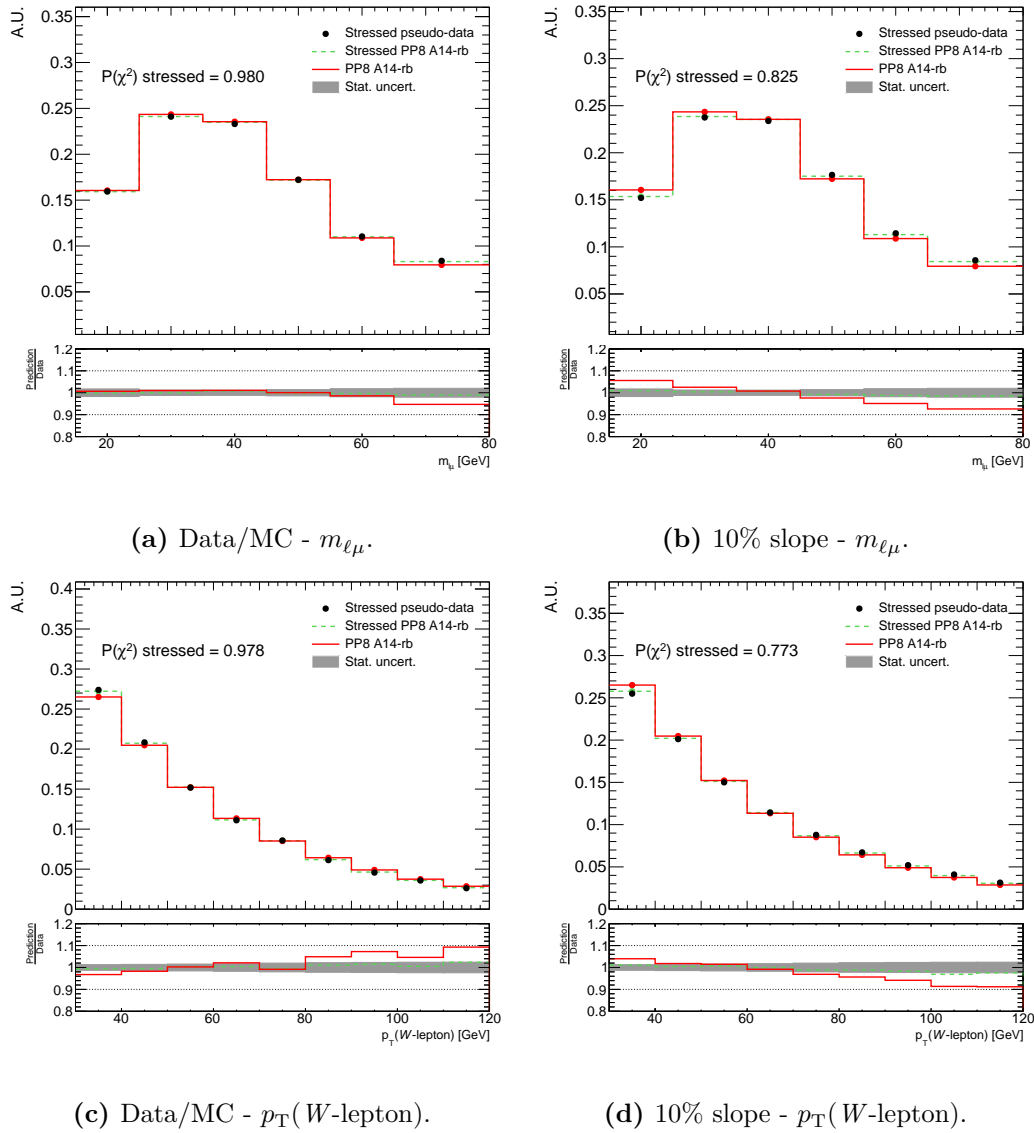 A.U.
0.3
0.25
0.2
0.15
0.1
0.05
P(χ²) stressed = 0.980
Stressed pseudo-data
Stressed PP8 A14-rb
PP8 A14-rb
Stat. uncert.
Prediction
Data
1.2
1.1
1
0.9
0.8
20 40 60 80
m_lμ [GeV]
A.U.
0.3
0.25
0.2
0.15
0.1
0.05
P(χ²) stressed = 0.825
Stressed pseudo-data
Stressed PP8 A14-rb
PP8 A14-rb
Stat. uncert.
Prediction
Data
1.2
1.1
1
0.9
0.8
20 40 60 80
m_lμ [GeV]
(a) Data/MC - m_ℓμ.
(b) 10% slope - m_ℓμ.
A.U.
0.4
0.35
0.3
0.25
0.2
0.15
0.1
0.05
0
P(χ²) stressed = 0.978
Stressed pseudo-data
Stressed PP8 A14-rb
PP8 A14-rb
Stat. uncert.
Prediction
Data
1.2
1.1
1
0.9
0.8
40 60 80 100 120
p_T(W-lepton) [GeV]
A.U.
0.35
0.3
0.25
0.2
0.15
0.1
0.05
0
P(χ²) stressed = 0.773
Stressed pseudo-data
Stressed PP8 A14-rb
PP8 A14-rb
Stat. uncert.
Prediction
Data
1.2
1.1
1
0.9
0.8
40 60 80 100 120
p_T(W-lepton) [GeV]
(c) Data/MC - p_T(W-lepton).
(d) 10% slope - p_T(W-lepton).